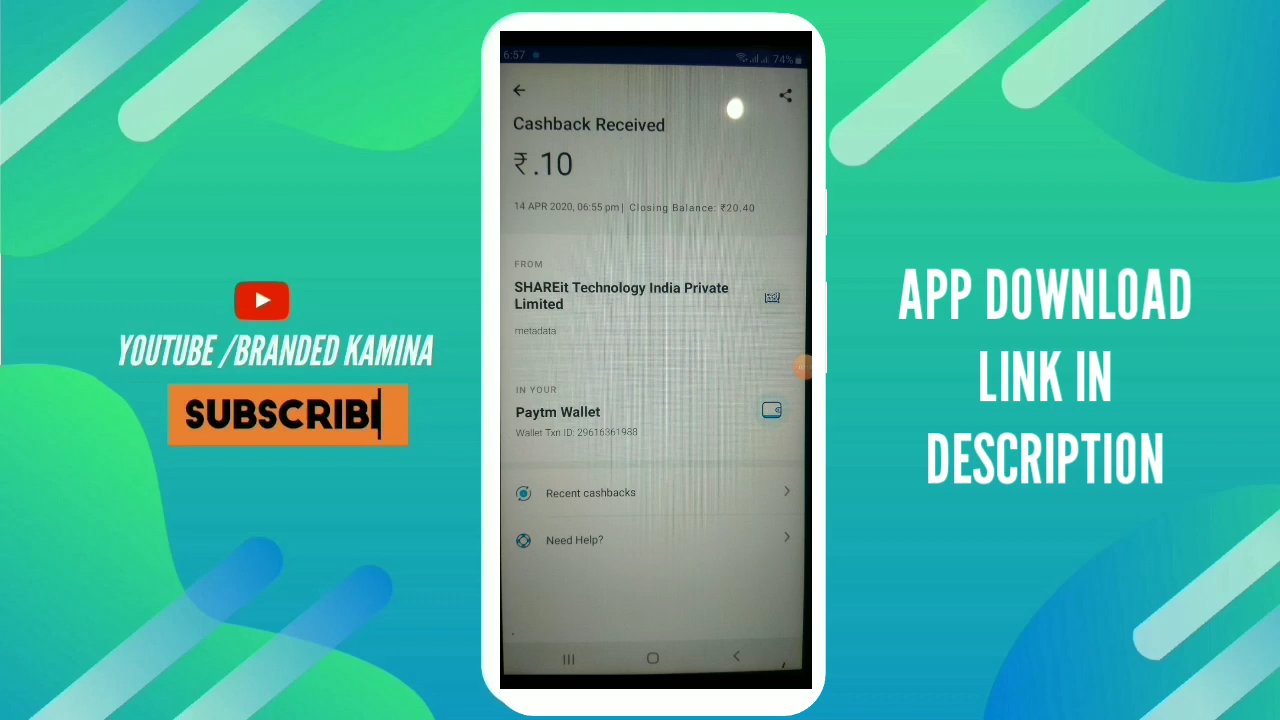 6:57
74%
Cashback Received
₹ .10
14 APR 2020, 06:55 pm | Closing Balance: ₹20.40
FROM
SHAREit Technology India Private
Limited
metadata
IN YOUR
Paytm Wallet
Wallet Txn ID: 29616361988
Recent cashbacks
Need Help?
YOUTUBE /BRANDED KAMINA
SUBSCRIB
APP DOWNLOAD
LINK IN
DESCRIPTION